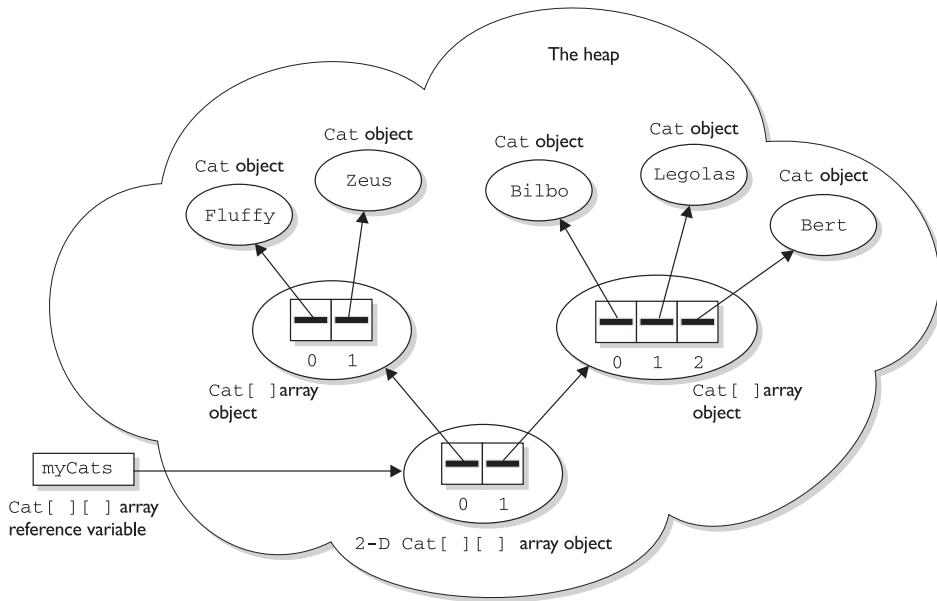 The heap
Cat object
Cat object
Zeus
Fluffy
Cat object
Cat object
Legolas
Bilbo
Cat object
Bert
0 1
Cat[ ]array
object
0 1 2
Cat[ ]array
object
myCats
Cat[ ][ ] array
reference variable
0 1
2-D Cat[ ][ ] array object